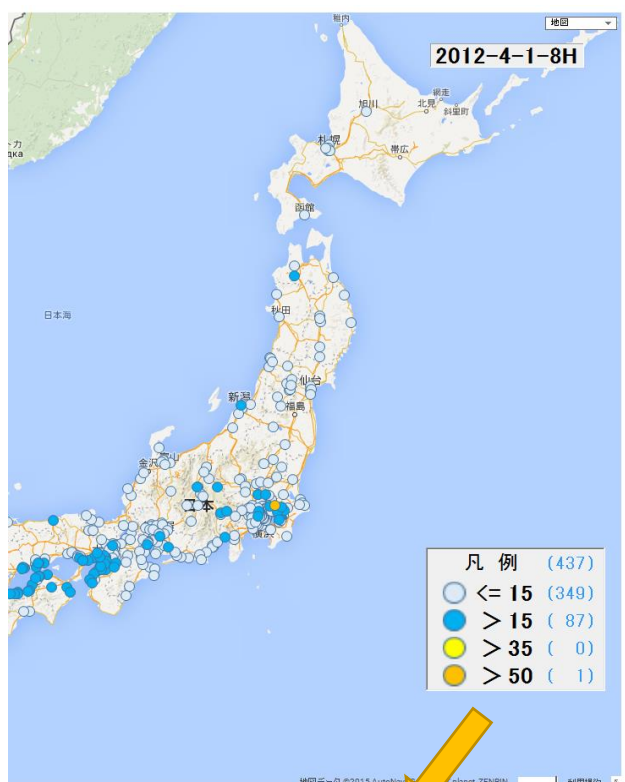 稚内
地図
2012-4-1-8H
網走
旭川
北見
斜里町
札幌
帯広
函館
秋田
日本海
仙台
新潟
福島
金沢
日本
横浜
凡 例 (437)
<= 15 (349)
> 15 ( 87)
> 35 ( 0)
> 50 ( 1)